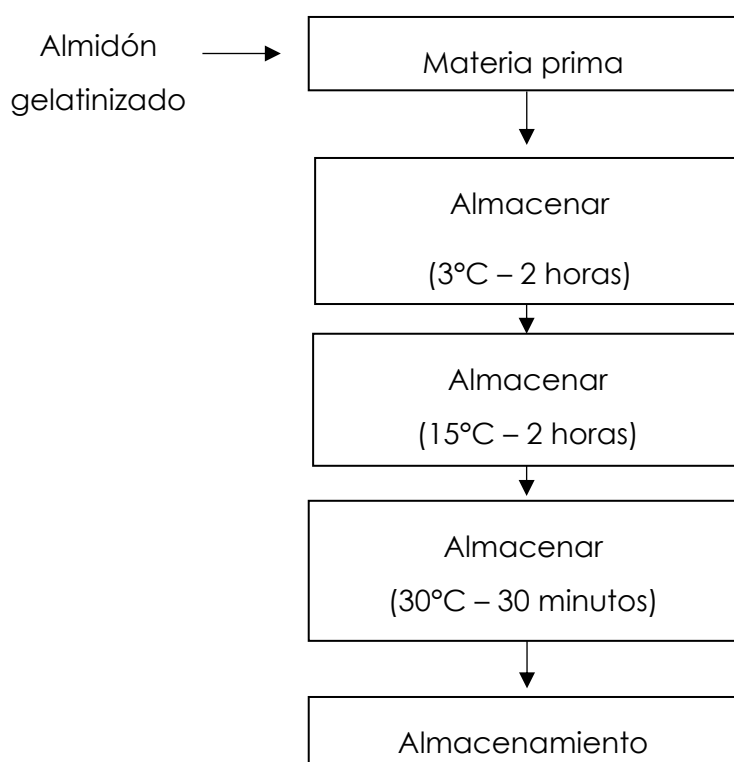 Almidón
gelatinizado
Materia prima
Almacenar
(3°C – 2 horas)
Almacenar
(15°C – 2 horas)
Almacenar
(30°C – 30 minutos)
Almacenamiento